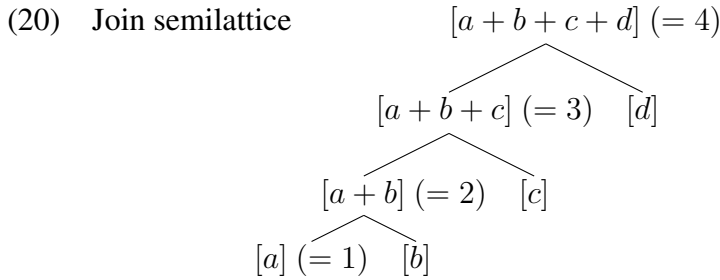 (20) Join semilattice [a + b + c + d] (= 4)
[a + b + c] (= 3) [d]
[a + b] (= 2) [c]
[a] (= 1) [b]